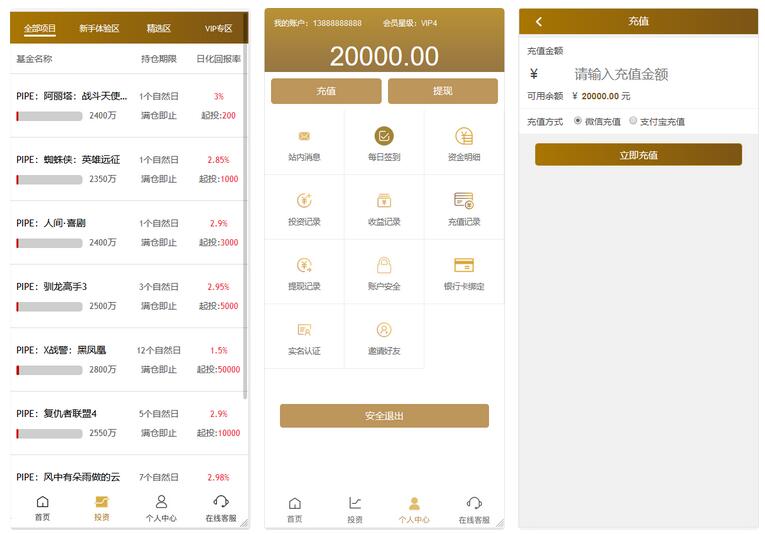 全部项目 新手体验区 精选区 VIP专区
基金名称 持仓期限 日化回报率
PIPE：阿丽塔：战斗天使... 1个自然日 3%
2400万 满仓即止 起投:200
PIPE：蜘蛛侠：英雄远征 1个自然日 2.85%
2350万 满仓即止 起投:1000
PIPE：人间·喜剧 1个自然日 2.9%
2400万 满仓即止 起投:3000
PIPE：驯龙高手3 3个自然日 2.95%
2500万 满仓即止 起投:5000
PIPE：X战警：黑凤凰 12个自然日 1.5%
2800万 满仓即止 起投:50000
PIPE：复仇者联盟4 5个自然日 2.9%
2550万 满仓即止 起投:10000
PIPE：风中有朵雨做的云 7个自然日 2.98%
首页 投资 个人中心 在线客服
我的账户：13888888888 会员星级：VIP4
20000.00
充值 提现
站内消息 每日签到 资金明细
投资记录 收益记录 充值记录
提现记录 账户安全 银行卡绑定
实名认证 邀请好友
安全退出
首页 投资 个人中心 在线客服
充值
充值金额
￥ 请输入充值金额
可用余额 ￥ 20000.00 元
充值方式 微信充值 支付宝充值
立即充值